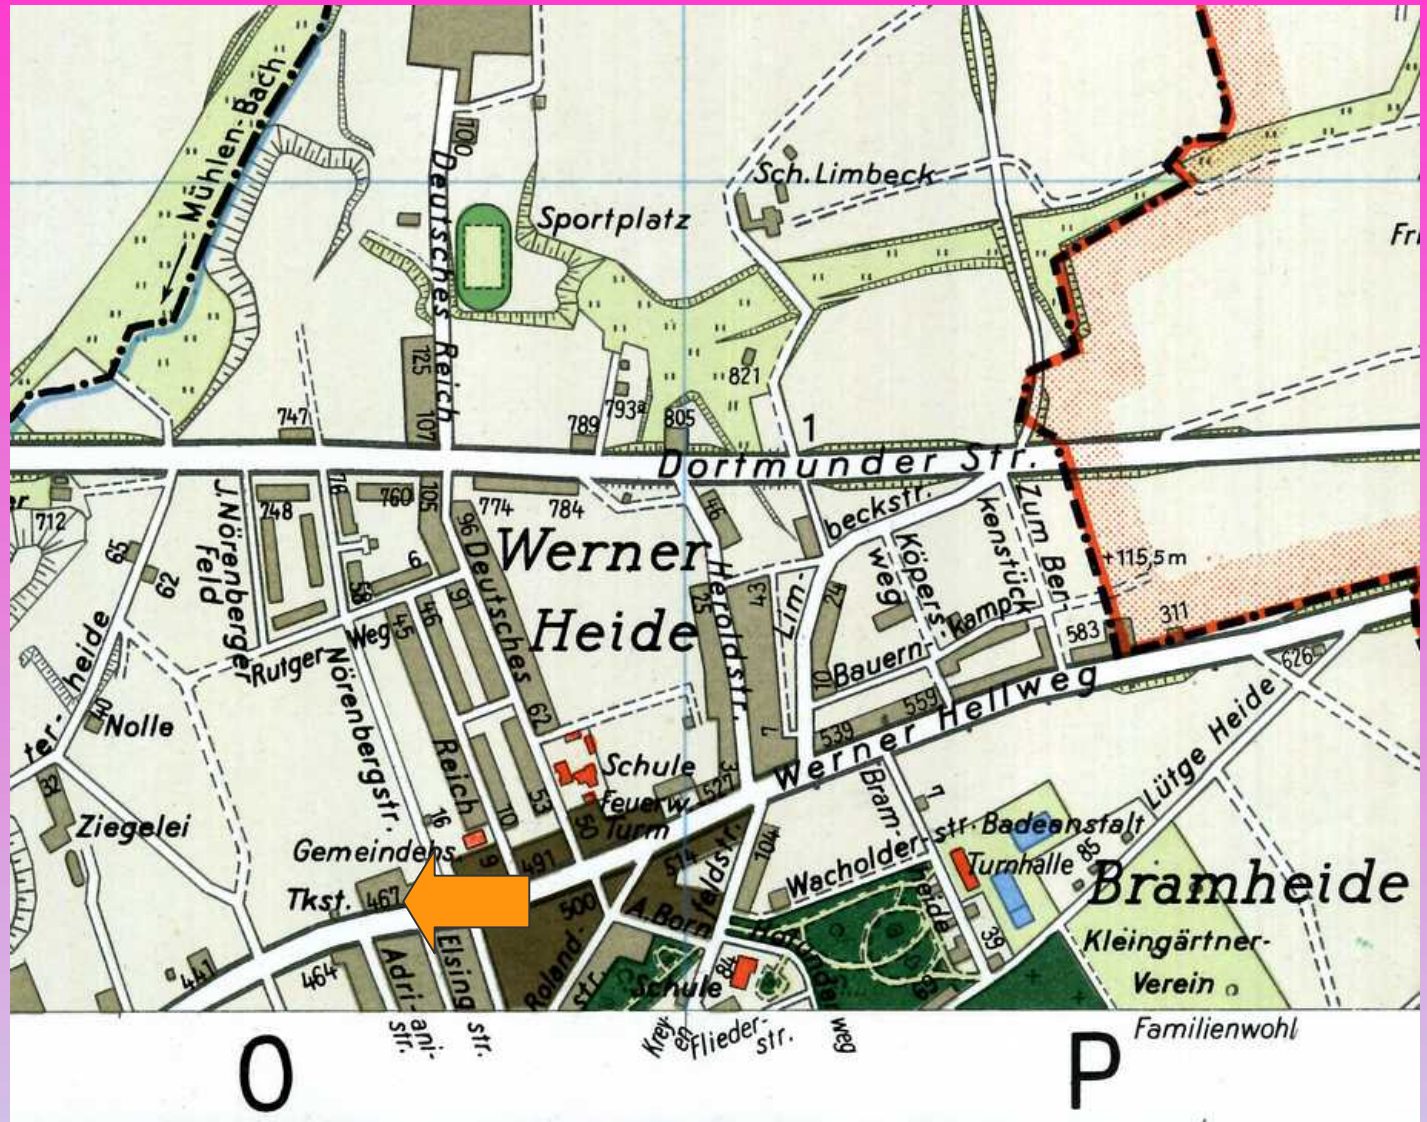 Mühlen-Bach
100
Deutsches Reich
Sch.Limbeck
Sportplatz
125
107
747
789
793a
805
821
1
Dortmunder Str.
712
65
62
J.Nörenberger
Feld
748
78
760
105
774
784
96
46
beckstr.
Werner
Heide
6
58
91
Deutsches
Heroldstr.
25
43
Lim-
24
weg
Köpers-
kenstück
Zum Ber
+115,5m
311
583
kamp
Bauern-
10
Rutger
Weg
45
46
Nörenbergstr.
heide
ter-
40
Nolle
32
Ziegelei
62
Reich
10
53
50
16
9
Schule
Feuerw.
Turm
527
3
7
539
559
Werner Hellweg
626
Lütge Heide
Bram-
heide
7
Gemeindehs.
491
514
Tkst.
467
500
A.Born
feldstr.
104
Wacholder-
str.
Badeanstalt
Turnhalle
85
Bramheide
Kleingärtner-
Verein
Familienwohl
39
441
464
Adri-
ani-
str.
Elsing
str.
Roland-
str.
Schule
84
Krey-
en
Flieder-
str.
weg
O
P